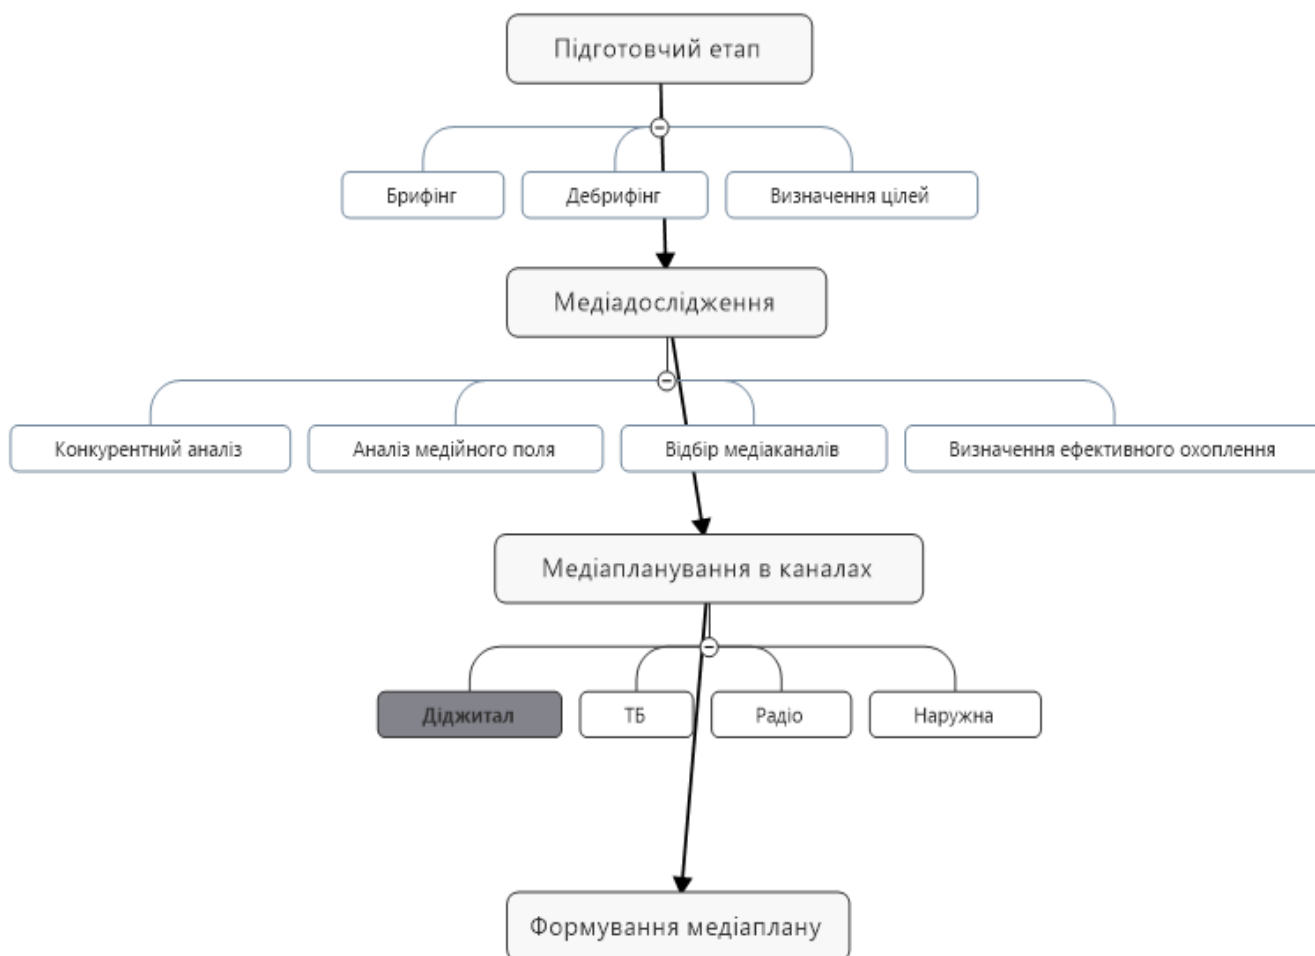 Підготовчий етап
Брифінг
Дебрифінг
Визначення цілей
Медіадослідження
Конкурентний аналіз
Аналіз медійного поля
Відбір медіаканалів
Визначення ефективного охоплення
Медіапланування в каналах
Діджитал
ТБ
Радіо
Наружна
Формування медіаплану